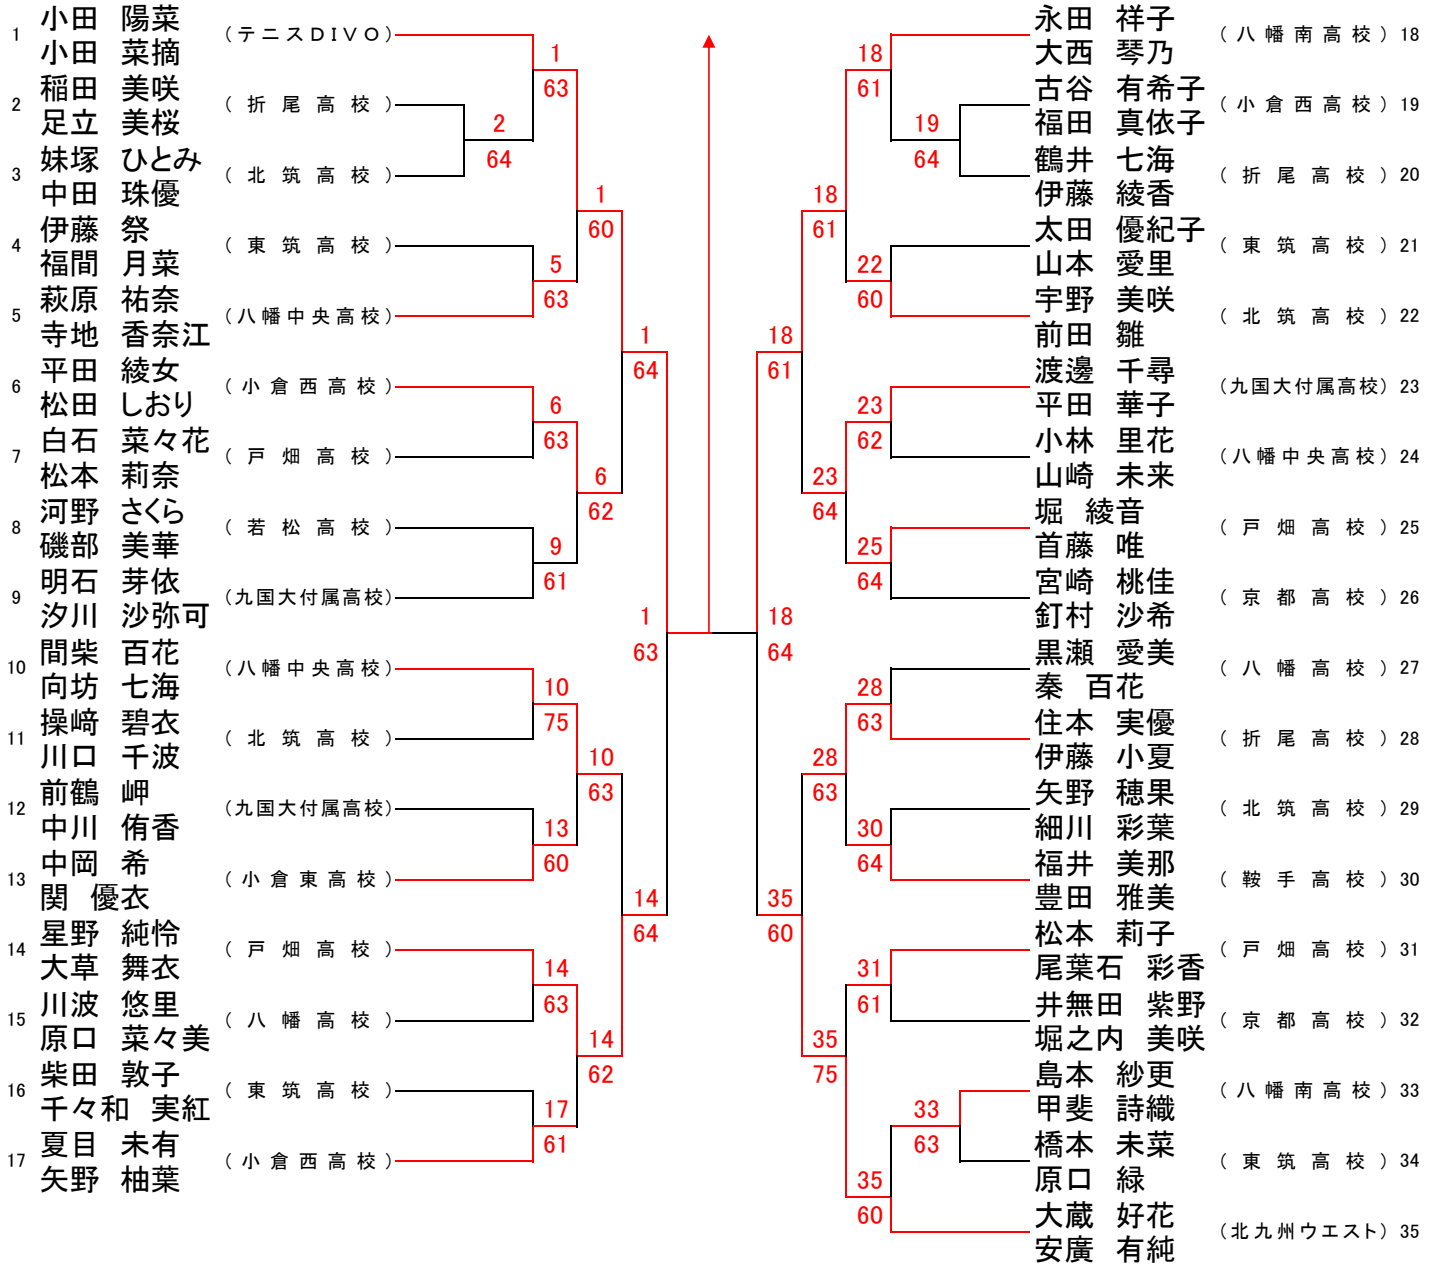 1 小田 陽菜 (テニスDIVO)
小田 菜摘
2 稲田 美咲 (折尾高校)
足立 美桜
3 妹塚 ひとみ (北筑高校)
中田 珠優
4 伊藤 祭 (東筑高校)
福間 月菜
5 萩原 祐奈 (八幡中央高校)
寺地 香奈江
6 平田 綾女 (小倉西高校)
松田 しおり
7 白石 菜々花 (戸畑高校)
松本 莉奈
8 河野 さくら (若松高校)
磯部 美華
9 明石 芽依 (九国大付属高校)
汐川 沙弥可
10 間柴 百花 (八幡中央高校)
向坊 七海
11 操﨑 碧衣 (北筑高校)
川口 千波
12 前鶴 岬 (九国大付属高校)
中川 侑香
13 中岡 希 (小倉東高校)
関 優衣
14 星野 純怜 (戸畑高校)
大草 舞衣
15 川波 悠里 (八幡高校)
原口 菜々美
16 柴田 敦子 (東筑高校)
千々和 実紅
17 夏目 未有 (小倉西高校)
矢野 柚葉
2
64
1
63
5
63
6
63
9
61
10
75
13
60
14
63
17
61
1
60
6
62
10
63
14
62
1
64
14
64
1
63
18
64
18
61
35
60
18
61
23
64
28
63
35
75
18
61
22
60
23
62
25
64
28
63
30
64
31
61
35
60
19
64
33
63
永田 祥子 (八幡南高校) 18
大西 琴乃
古谷 有希子 (小倉西高校) 19
福田 真依子
鶴井 七海 (折尾高校) 20
伊藤 綾香
太田 優紀子 (東筑高校) 21
山本 愛里
宇野 美咲 (北筑高校) 22
前田 雛
渡邊 千尋 (九国大付属高校) 23
平田 華子
小林 里花 (八幡中央高校) 24
山崎 未来
堀 綾音 (戸畑高校) 25
首藤 唯
宮崎 桃佳 (京都高校) 26
釘村 沙希
黒瀬 愛美 (八幡高校) 27
秦 百花
住本 実優 (折尾高校) 28
伊藤 小夏
矢野 穂果 (北筑高校) 29
細川 彩葉
福井 美那 (鞍手高校) 30
豊田 雅美
松本 莉子 (戸畑高校) 31
尾葉石 彩香
井無田 紫野 (京都高校) 32
堀之内 美咲
島本 紗更 (八幡南高校) 33
甲斐 詩織
橋本 未菜 (東筑高校) 34
原口 緑
大蔵 好花 (北九州ウエスト) 35
安廣 有純